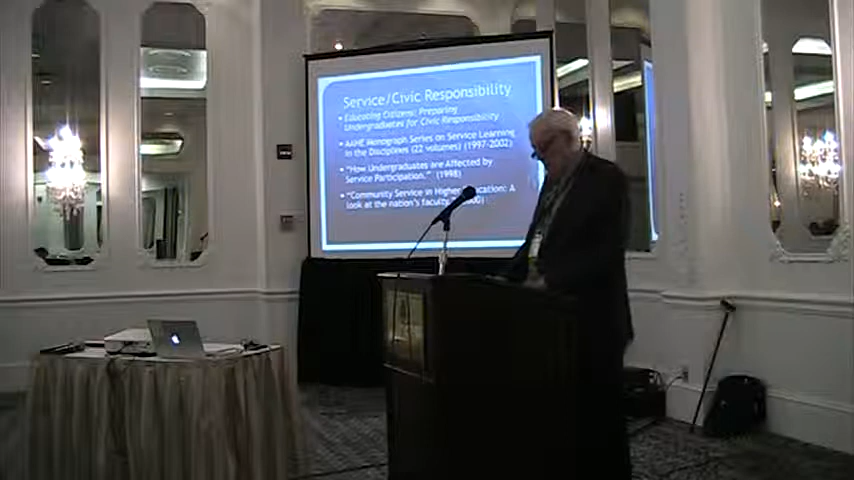 Service/Civic Responsibility
• Educating Citizens: Preparing
Undergraduates for Civic Responsibility
• AAHE Monograph Series on Service Learning
in the Disciplines (22 volumes) (1997-2002)
• "How Undergraduates are Affected by
Service Participation." (1998)
• "Community Service in Higher Education: A
look at the nation's faculty